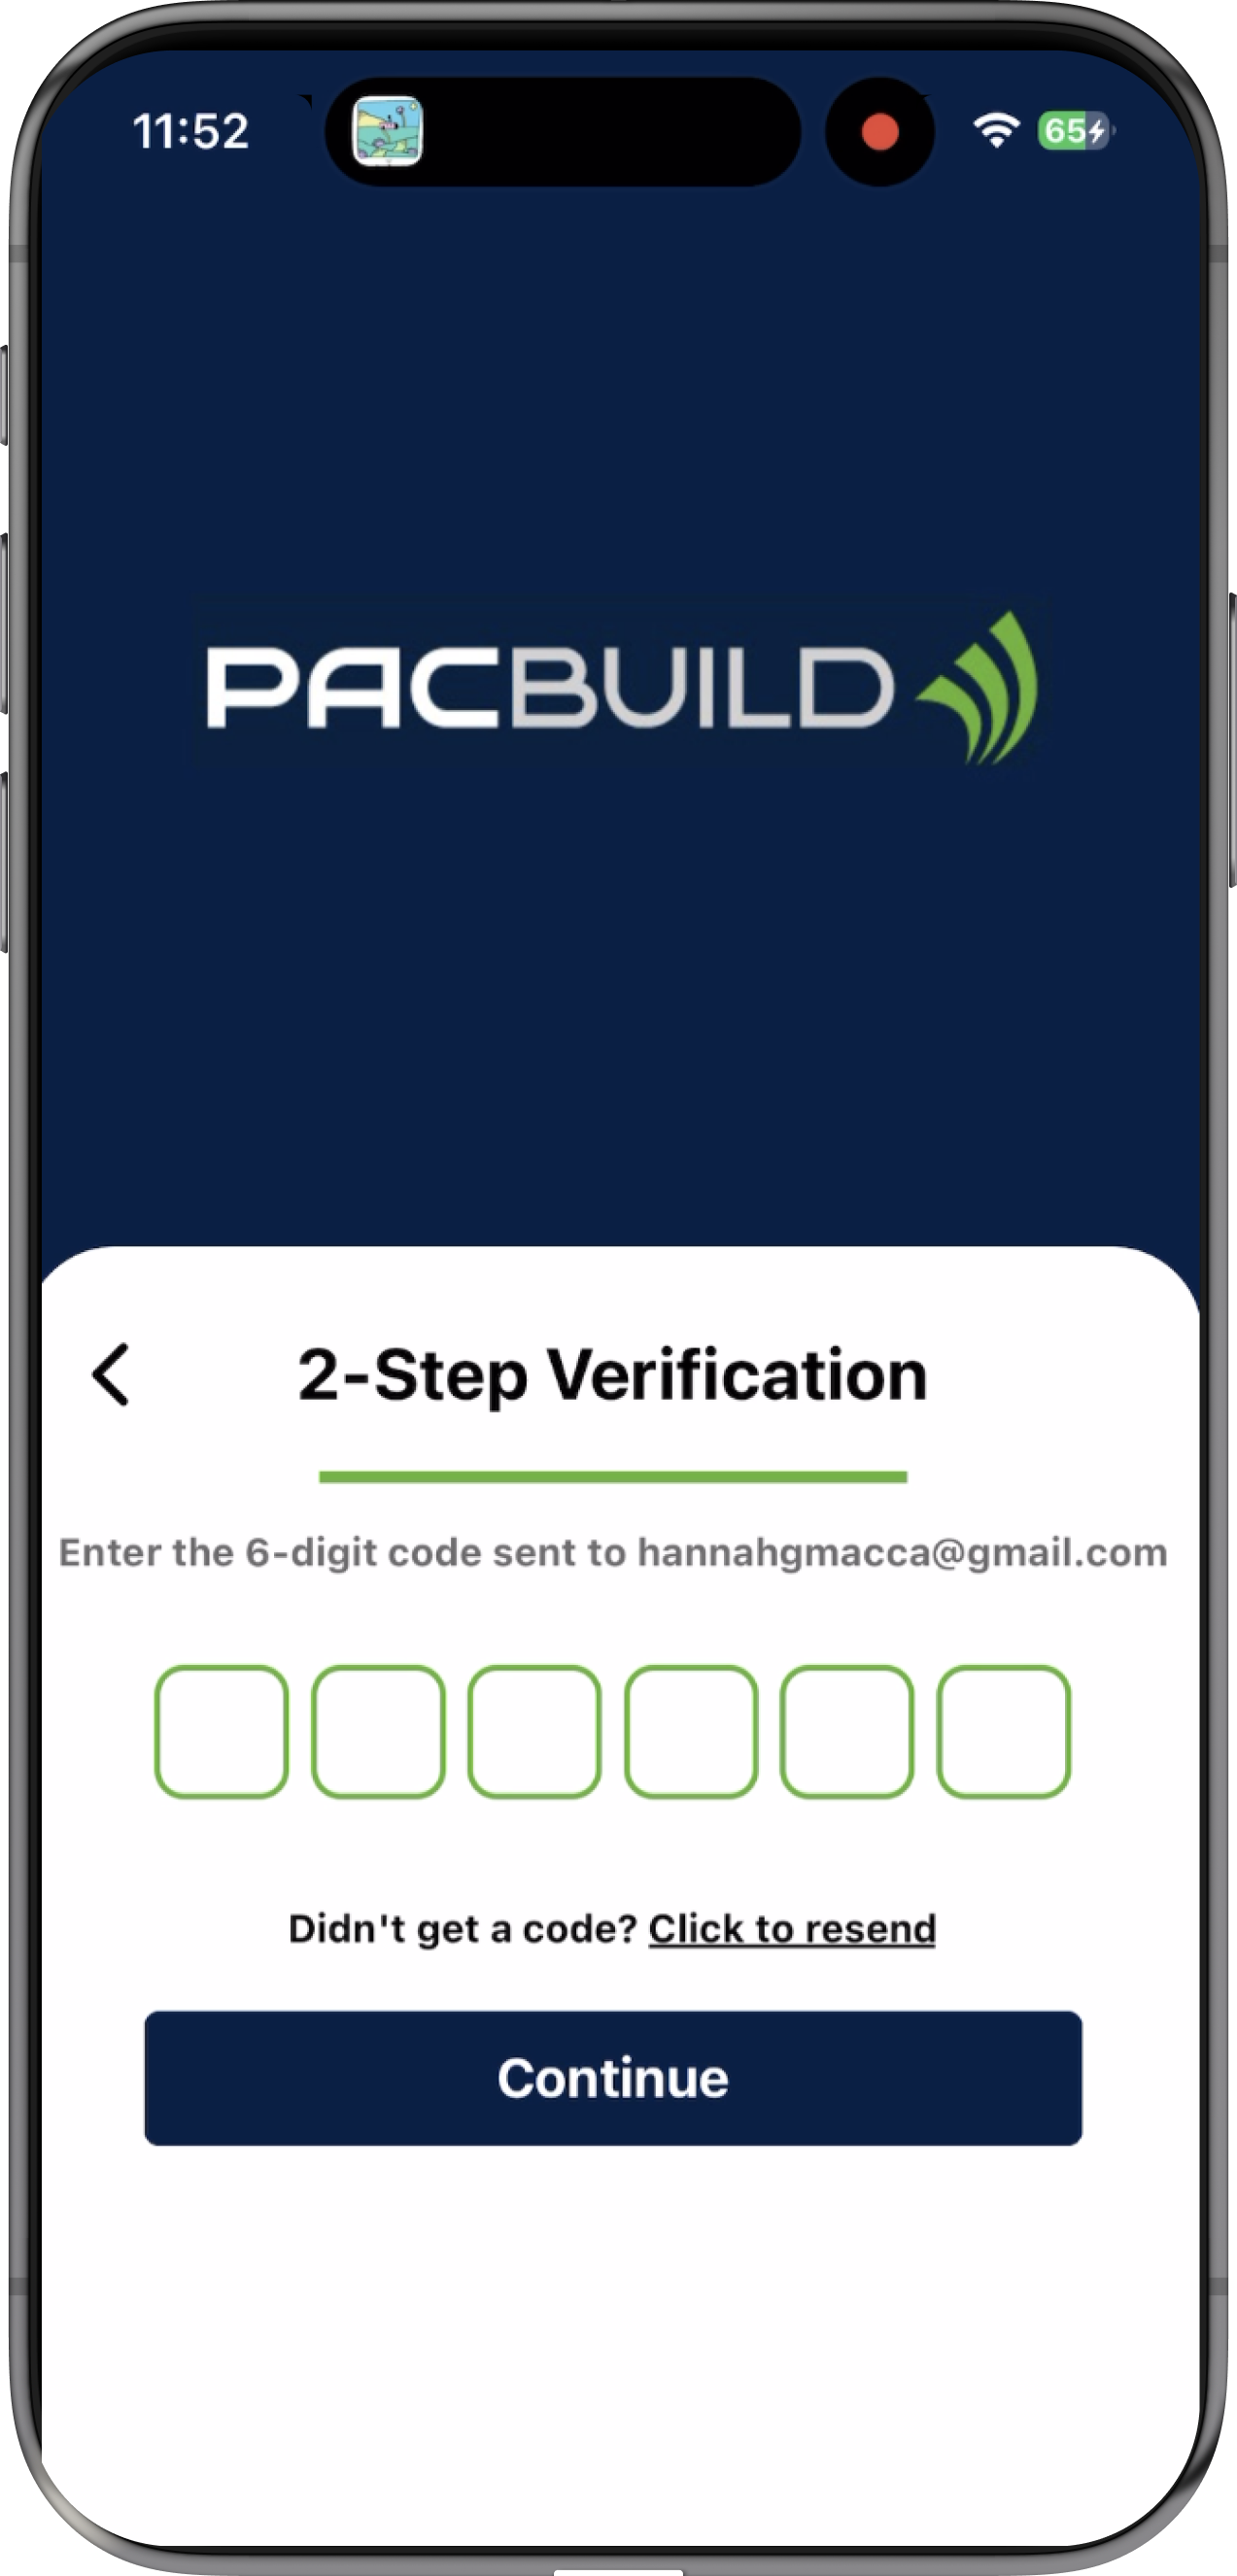 11:52
65
PACBUILD
2-Step Verification
Enter the 6-digit code sent to hannahgmacca@gmail.com
Didn't get a code? Click to resend
Continue